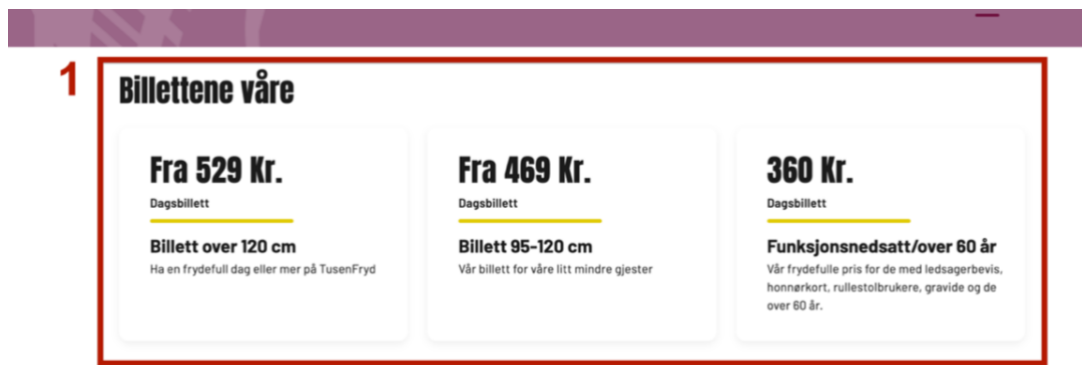 1
Billettene våre
Fra 529 Kr.
Dagsbillett
Billett over 120 cm
Ha en frydefull dag eller mer på TusenFryd
Fra 469 Kr.
Dagsbillett
Billett 95-120 cm
Vår billett for våre litt mindre gjester
360 Kr.
Dagsbillett
Funksjonsnedsatt/over 60 år
Vår frydefulle pris for de med ledsagerbevis,
honnørkort, rullestolbrukere, gravide og de
over 60 år.